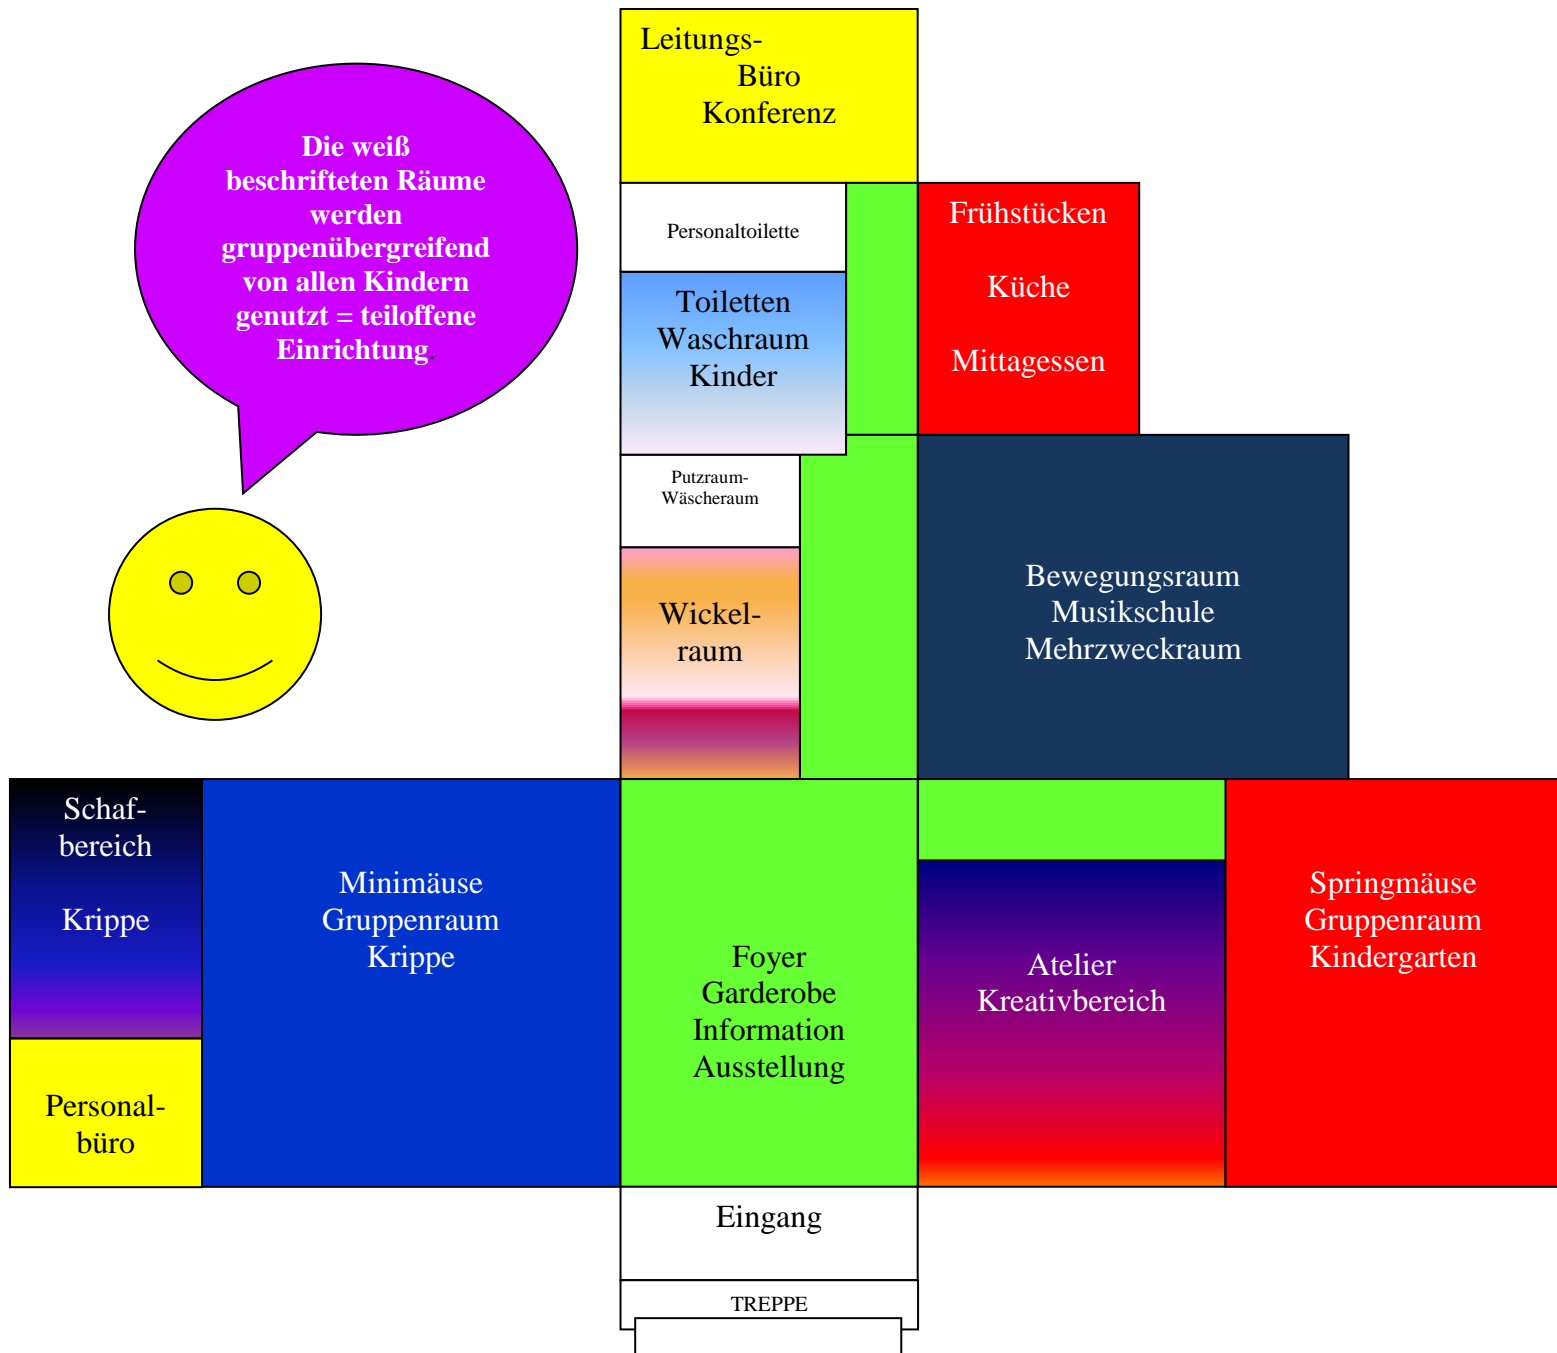 Leitungs-
Büro
Konferenz
Die weiß
beschrifteten Räume
werden
gruppenübergreifend
von allen Kindern
genutzt = teiloffene
Einrichtung.
Personaltoilette
Toiletten
Waschraum
Kinder
Frühstücken
Küche
Mittagessen
Putzraum-
Wäscheraum
Wickel-
raum
Bewegungsraum
Musikschule
Mehrzweckraum
Schaf-
bereich
Krippe
Personal-
büro
Minimäuse
Gruppenraum
Krippe
Foyer
Garderobe
Information
Ausstellung
Atelier
Kreativbereich
Springmäuse
Gruppenraum
Kindergarten
Eingang
TREPPE